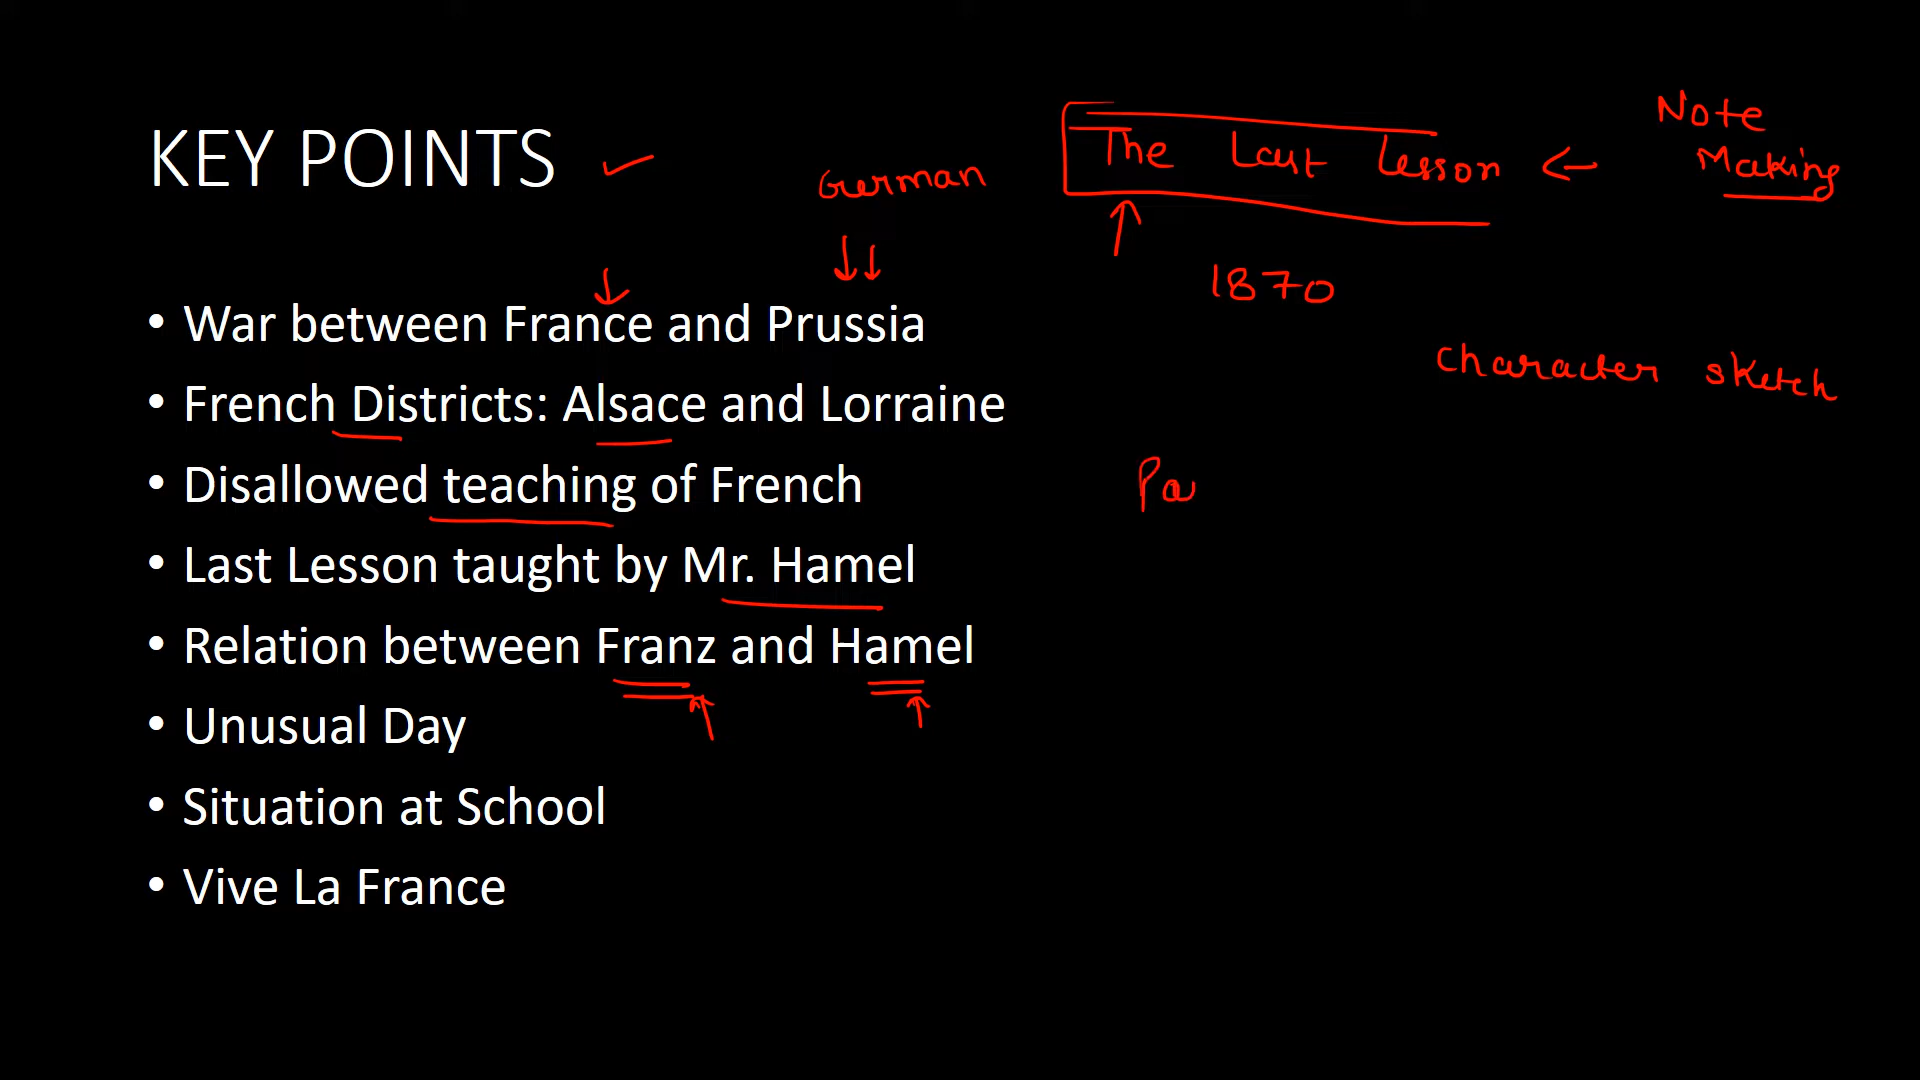 KEY POINTS
German
The Last Lesson
Note
Making
1870
• War between France and Prussia
character sketch
• French Districts: Alsace and Lorraine
• Disallowed teaching of French
Pa
• Last Lesson taught by Mr. Hamel
• Relation between Franz and Hamel
• Unusual Day
• Situation at School
• Vive La France